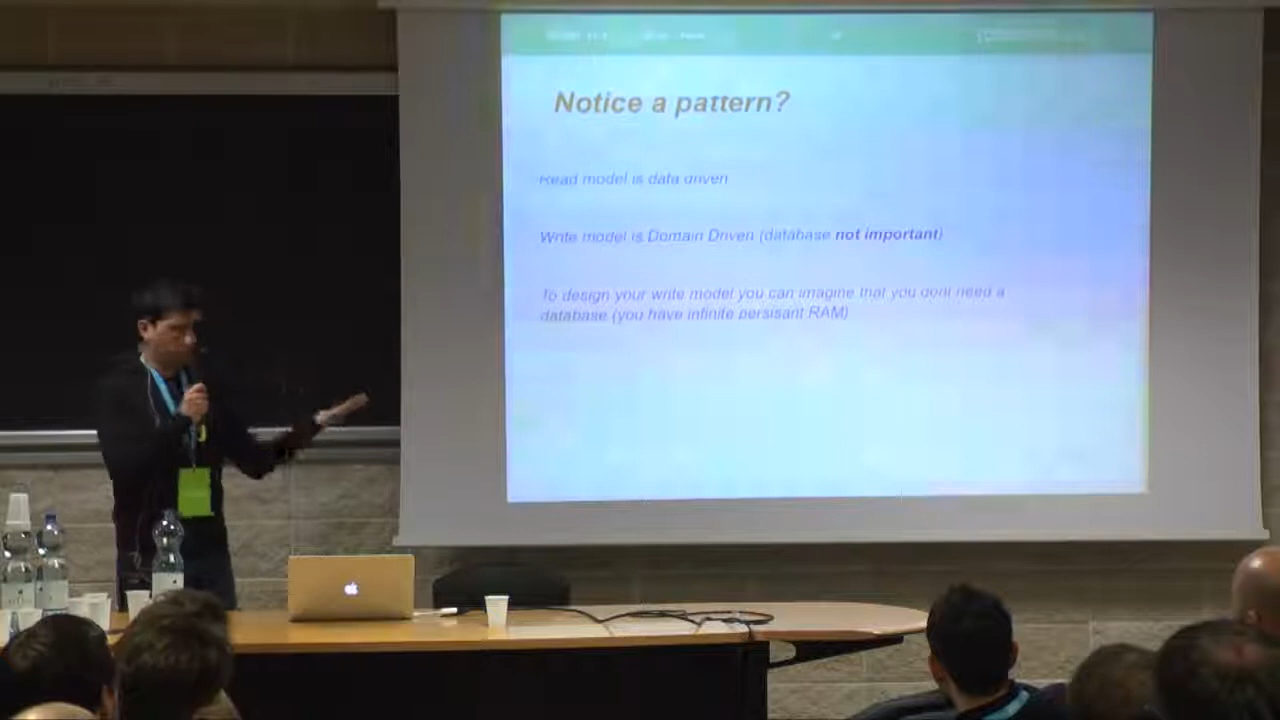 Notice a pattern?
Read model is data driven
Write model is Domain Driven (database not important)
To design your write model you can imagine that you dont need a
database (you have infinite persisant RAM)